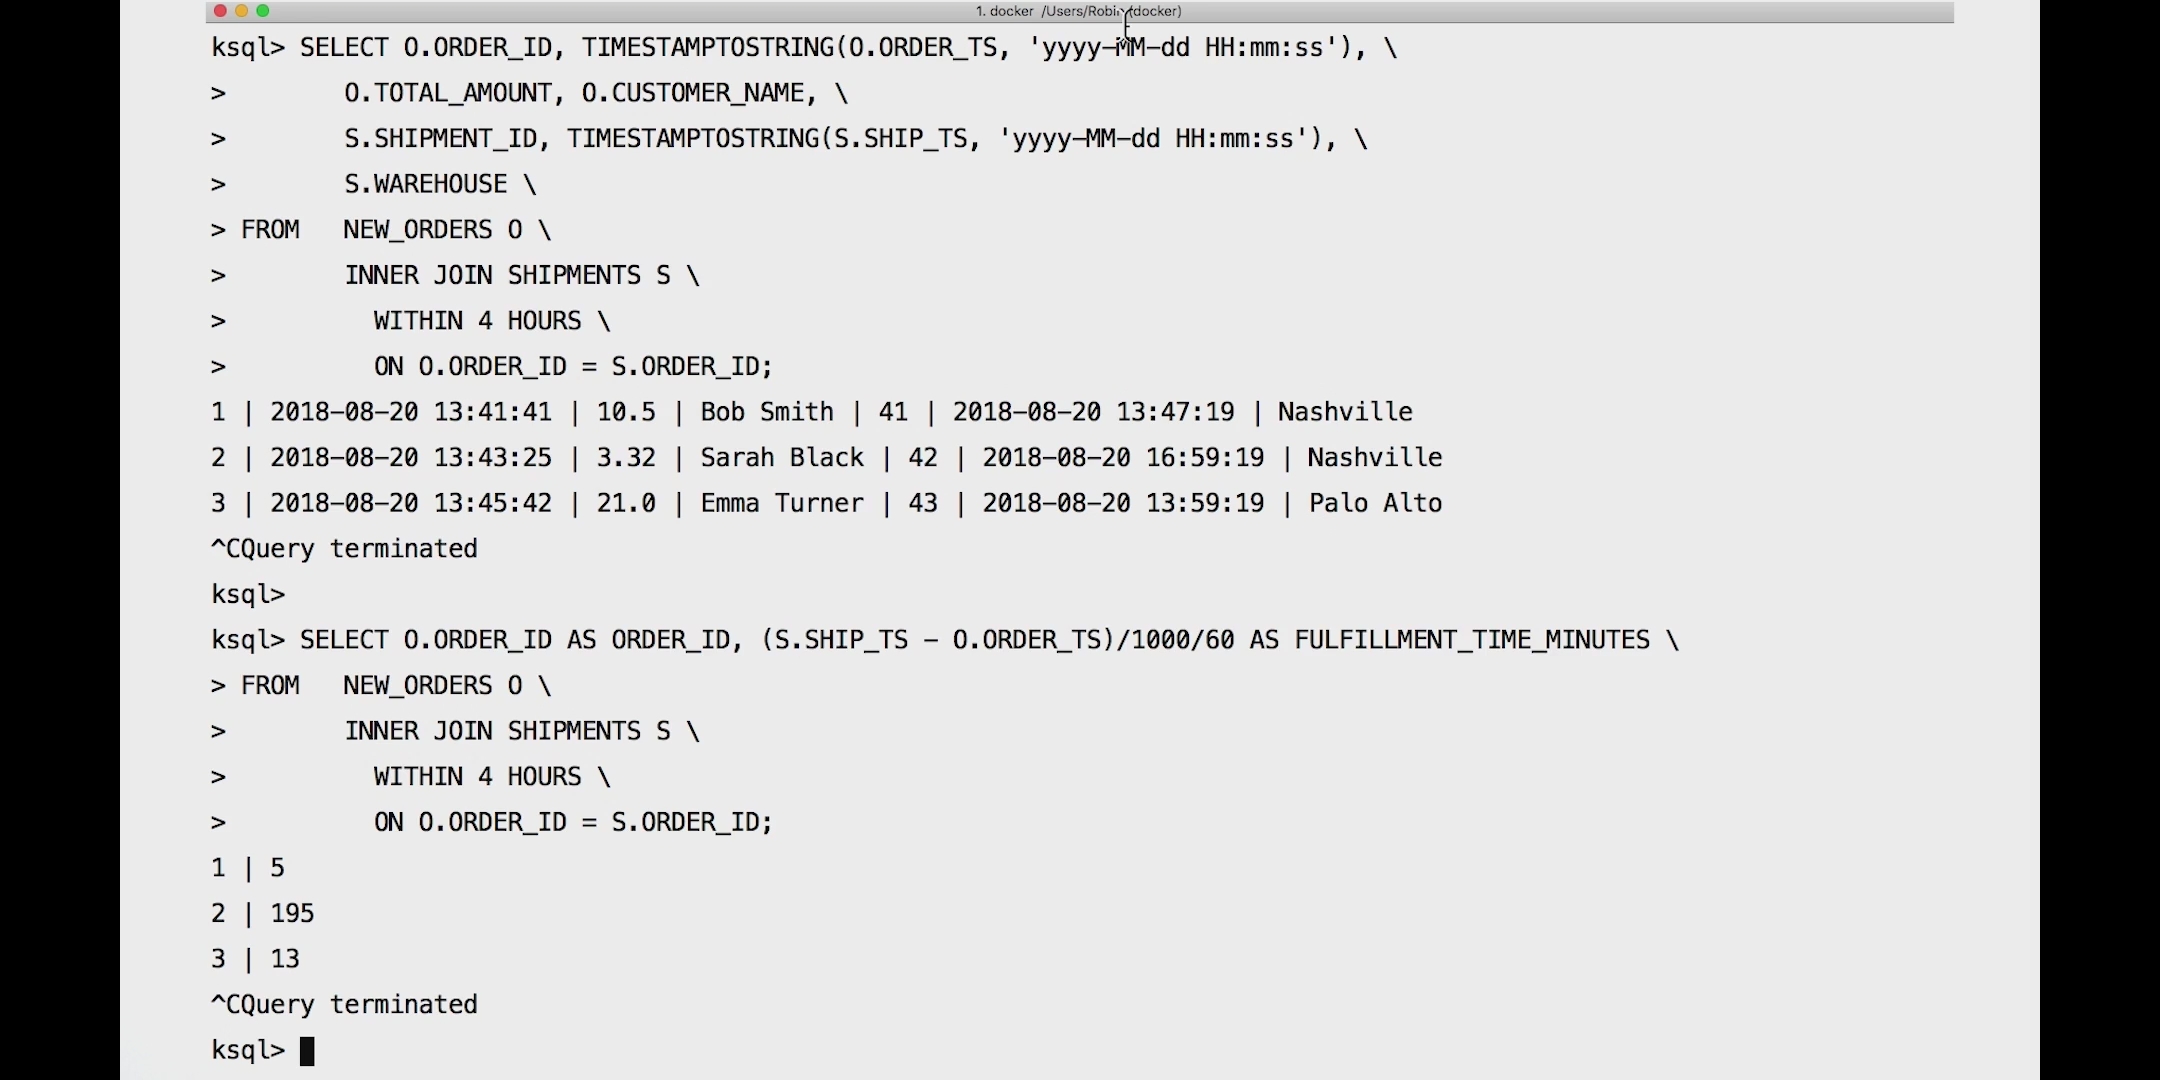 1. docker /Users/Robin (docker)
ksql> SELECT O.ORDER_ID, TIMESTAMPTOSTRING(O.ORDER_TS, 'yyyy-MM-dd HH:mm:ss'), \
>        O.TOTAL_AMOUNT, O.CUSTOMER_NAME, \
>        S.SHIPMENT_ID, TIMESTAMPTOSTRING(S.SHIP_TS, 'yyyy-MM-dd HH:mm:ss'), \
>        S.WAREHOUSE \
> FROM   NEW_ORDERS O \
>        INNER JOIN SHIPMENTS S \
>          WITHIN 4 HOURS \
>          ON O.ORDER_ID = S.ORDER_ID;
1 | 2018-08-20 13:41:41 | 10.5 | Bob Smith | 41 | 2018-08-20 13:47:19 | Nashville
2 | 2018-08-20 13:43:25 | 3.32 | Sarah Black | 42 | 2018-08-20 16:59:19 | Nashville
3 | 2018-08-20 13:45:42 | 21.0 | Emma Turner | 43 | 2018-08-20 13:59:19 | Palo Alto
^CQuery terminated
ksql>
ksql> SELECT O.ORDER_ID AS ORDER_ID, (S.SHIP_TS - O.ORDER_TS)/1000/60 AS FULFILLMENT_TIME_MINUTES \
> FROM   NEW_ORDERS O \
>        INNER JOIN SHIPMENTS S \
>          WITHIN 4 HOURS \
>          ON O.ORDER_ID = S.ORDER_ID;
1 | 5
2 | 195
3 | 13
^CQuery terminated
ksql>